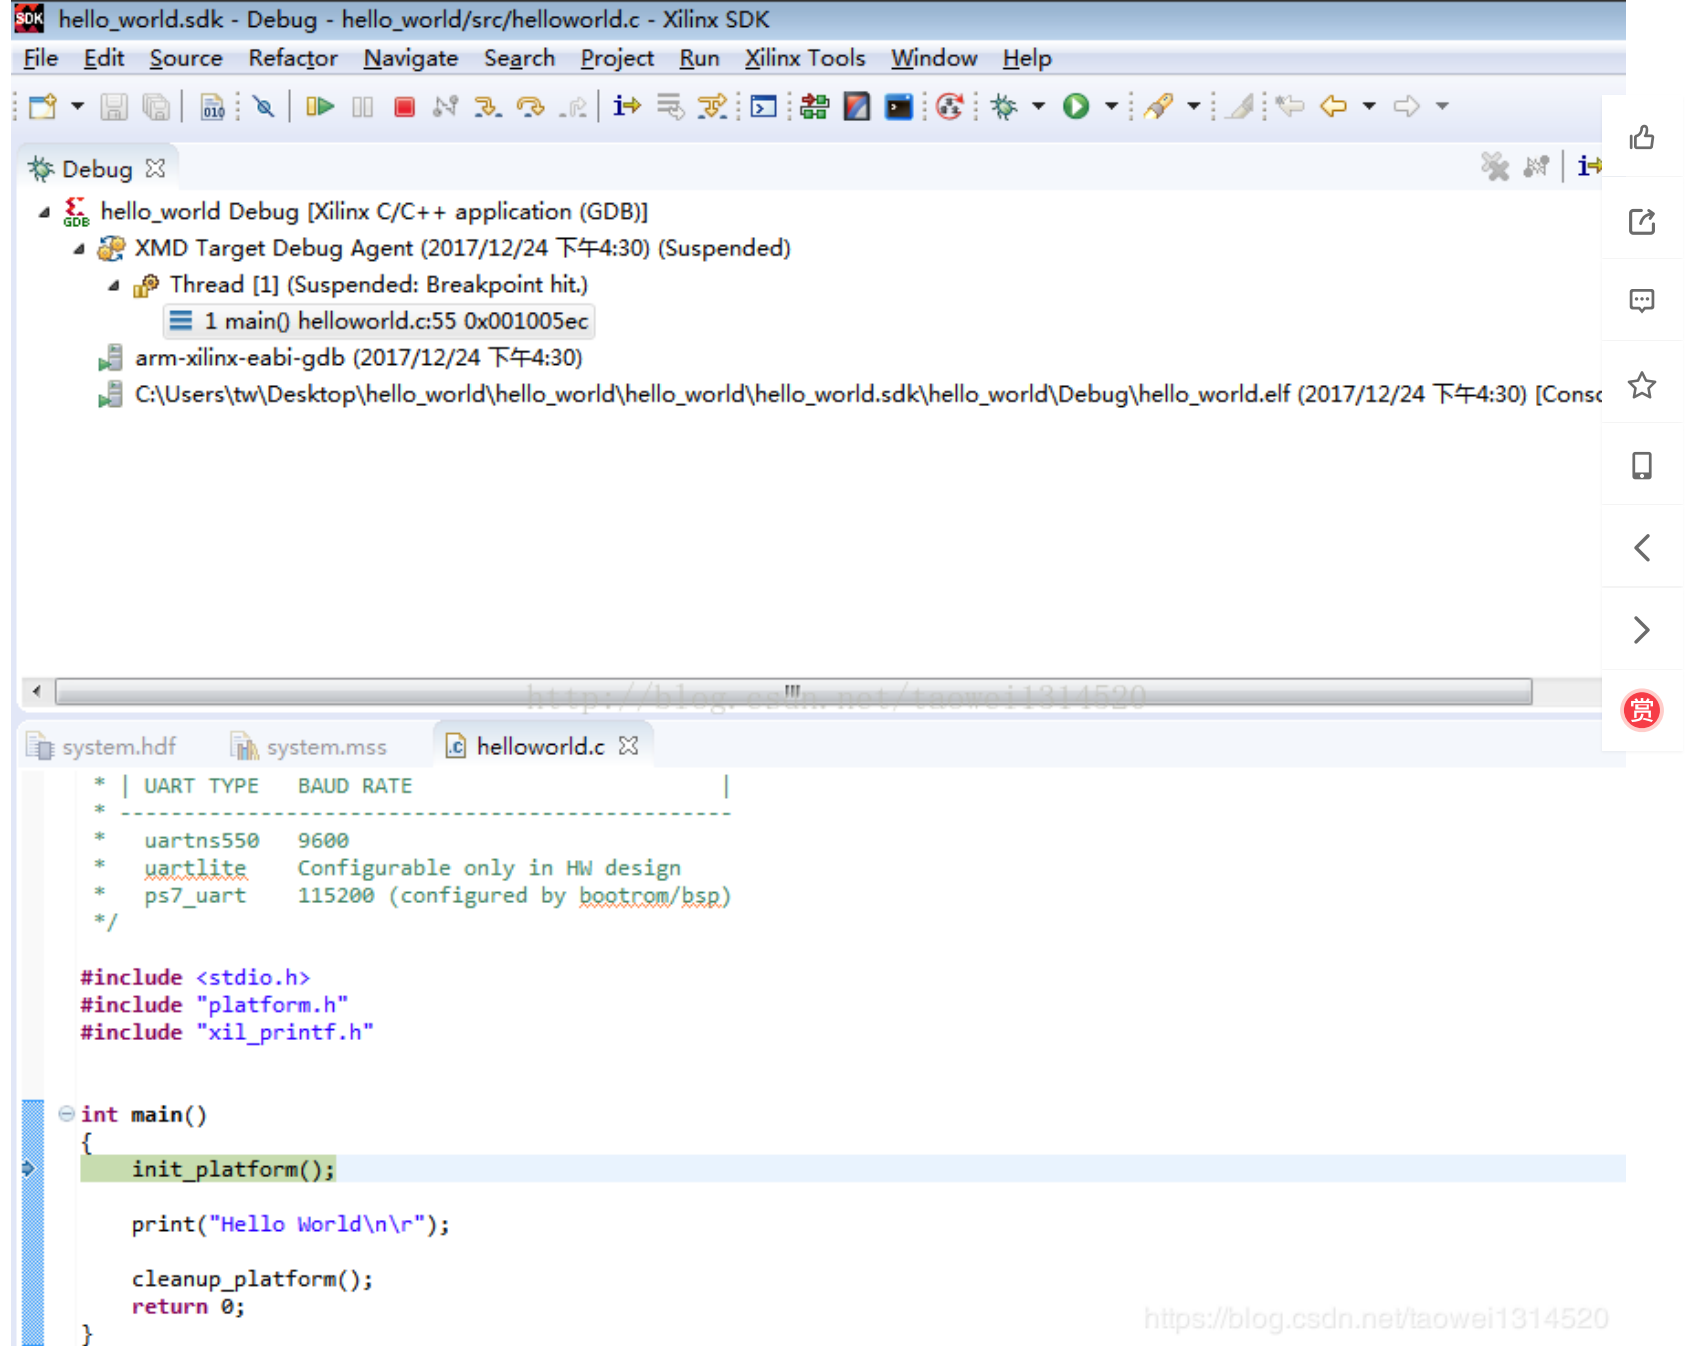 SDK hello_world.sdk - Debug - hello_world/src/helloworld.c - Xilinx SDK
File Edit Source Refactor Navigate Search Project Run Xilinx Tools Window Help
Debug
hello_world Debug [Xilinx C/C++ application (GDB)]
XMD Target Debug Agent (2017/12/24 下午4:30) (Suspended)
Thread [1] (Suspended: Breakpoint hit.)
1 main() helloworld.c:55 0x001005ec
arm-xilinx-eabi-gdb (2017/12/24 下午4:30)
C:\Users\tw\Desktop\hello_world\hello_world\hello_world\hello_world.sdk\hello_world\Debug\hello_world.elf (2017/12/24 下午4:30) [Conso
http://blog.csdn.net/taowei1314520
赏
system.hdf system.mss helloworld.c
* | UART TYPE   BAUD RATE                        |
* ------------------------------------------------
*   uartns550   9600
*   uartlite    Configurable only in HW design
*   ps7_uart    115200 (configured by bootrom/bsp)
*/
#include <stdio.h>
#include "platform.h"
#include "xil_printf.h"
int main()
{
init_platform();
print("Hello World\n\r");
cleanup_platform();
return 0;
}
https://blog.csdn.net/taowei1314520